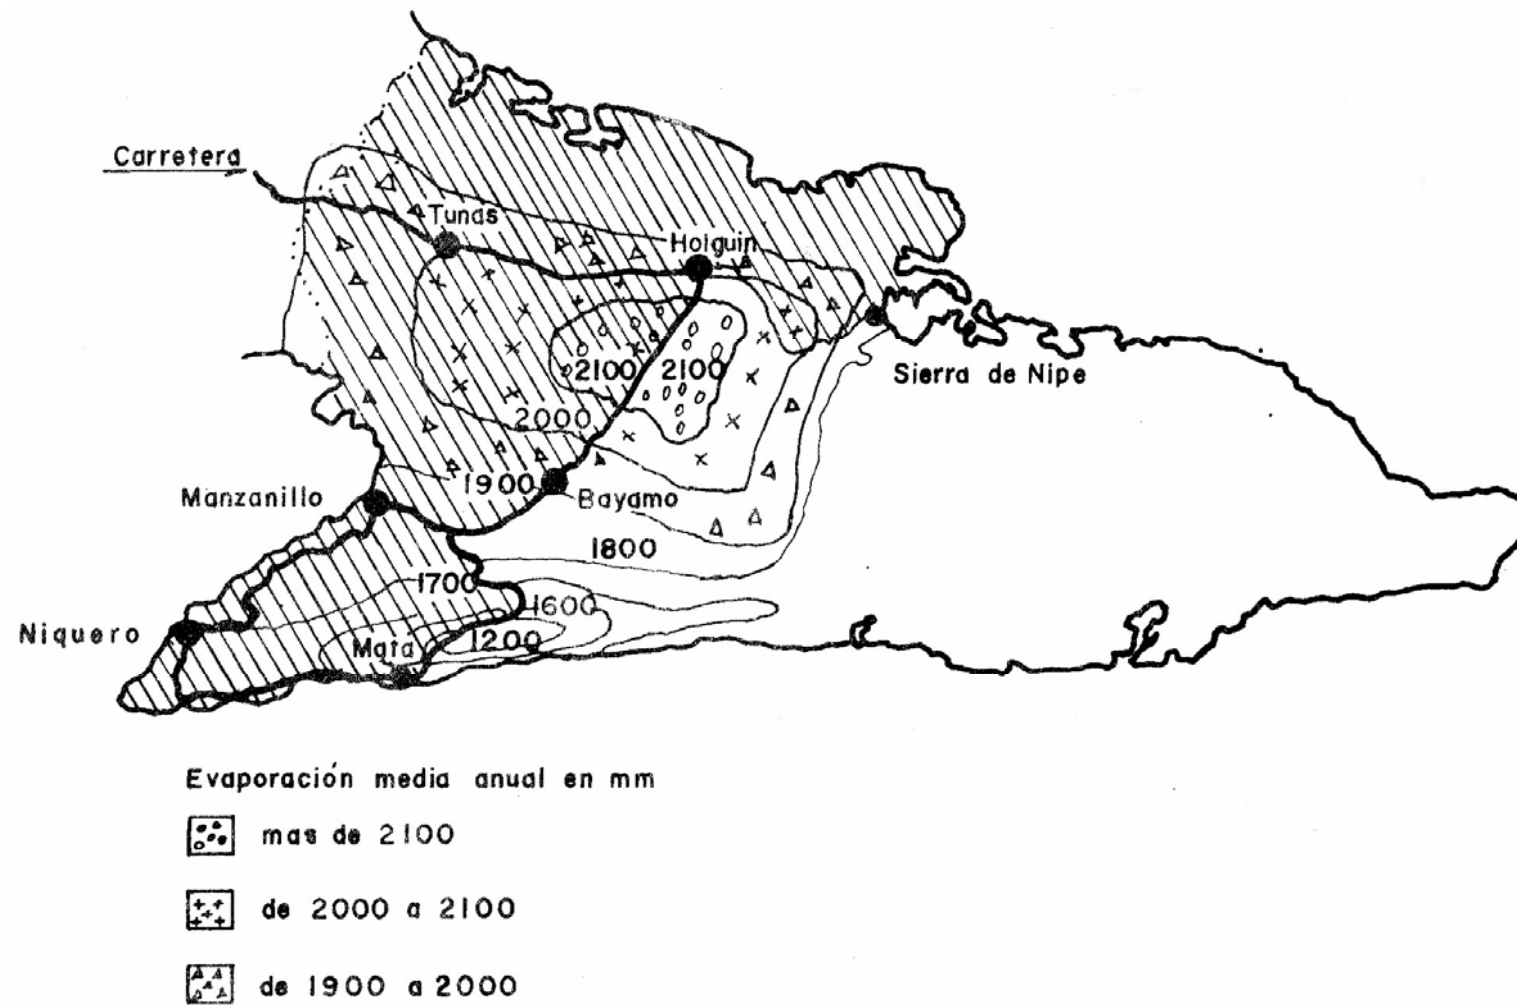 Carretera
Tunas
Holguin
2100 2100
Sierra de Nipe
2000
1900
Manzanillo
Bayamo
1800
1700
1600
Niquero
Mata
1200
Evaporación media anual en mm
mas de 2100
de 2000 a 2100
de 1900 a 2000